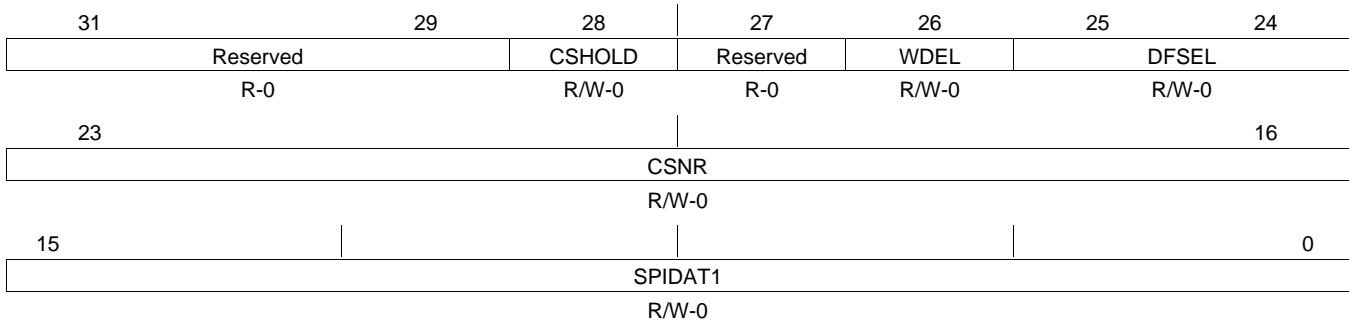 31 29 28 27 26 25 24
Reserved CSHOLD Reserved WDEL DFSEL
R-0 R/W-0 R-0 R/W-0 R/W-0
23 16
CSNR
R/W-0
15 0
SPIDAT1
R/W-0